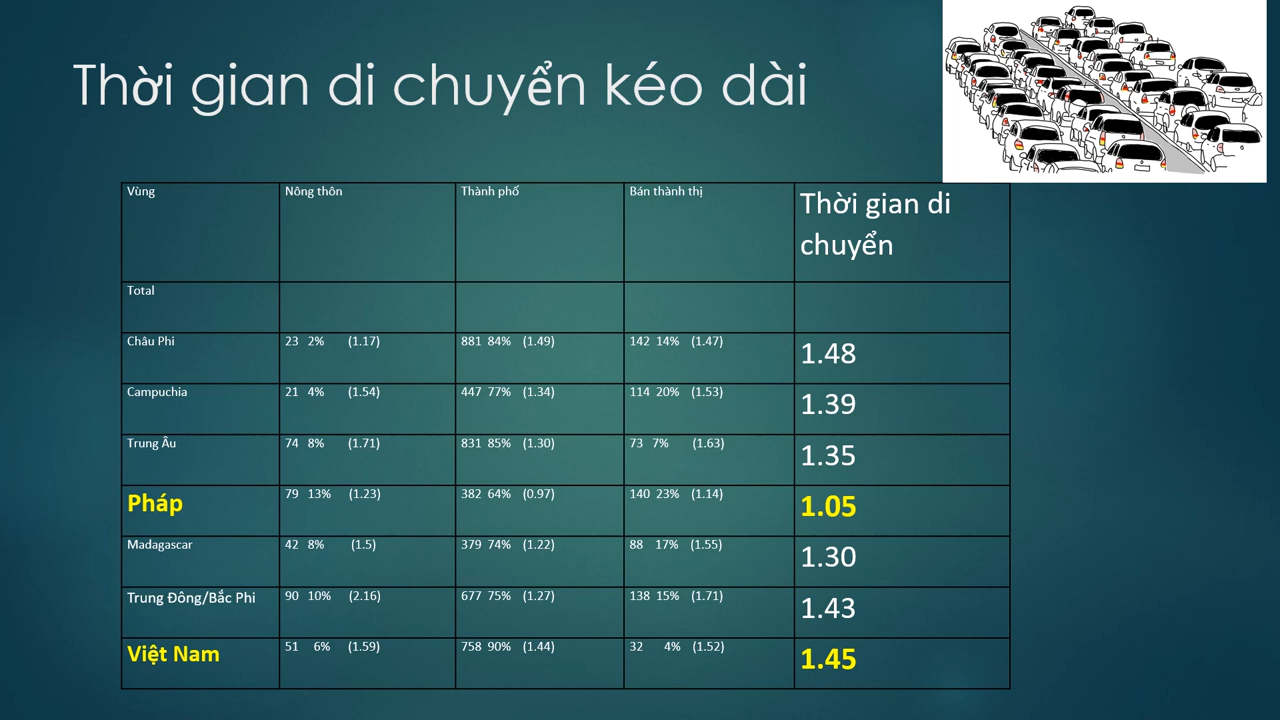 Thời gian di chuyển kéo dài
Vùng Nông thôn Thành phố Bán thành thị Thời gian di
chuyển
Total
Châu Phi 23 2% (1.17) 881 84% (1.49) 142 14% (1.47) 1.48
Campuchia 21 4% (1.54) 447 77% (1.34) 114 20% (1.53) 1.39
Trung Âu 74 8% (1.71) 831 85% (1.30) 73 7% (1.63) 1.35
Pháp 79 13% (1.23) 382 64% (0.97) 140 23% (1.14) 1.05
Madagascar 42 8% (1.5) 379 74% (1.22) 88 17% (1.55) 1.30
Trung Đông/Bắc Phi 90 10% (2.16) 677 75% (1.27) 138 15% (1.71) 1.43
Việt Nam 51 6% (1.59) 758 90% (1.44) 32 4% (1.52) 1.45